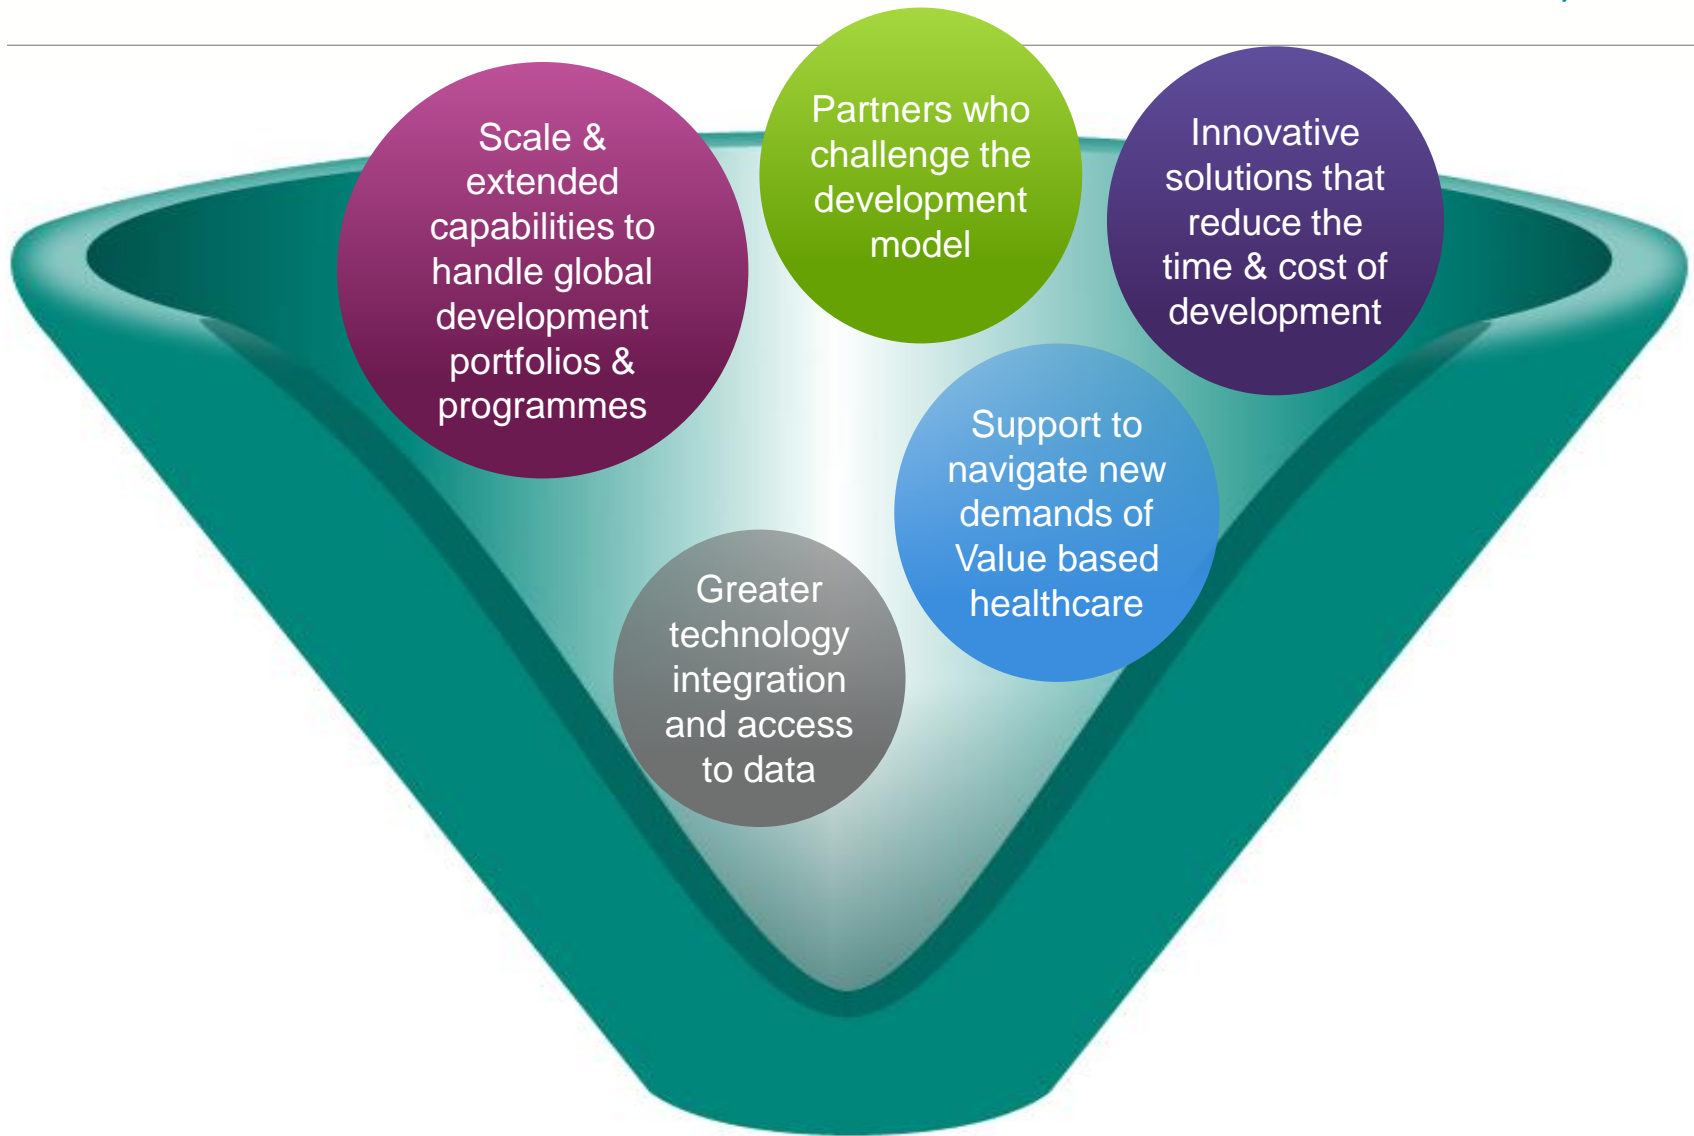 Scale &
extended
capabilities to
handle global
development
portfolios &
programmes
Partners who
challenge the
development
model
Innovative
solutions that
reduce the
time & cost of
development
Support to
navigate new
demands of
Value based
healthcare
Greater
technology
integration
and access
to data